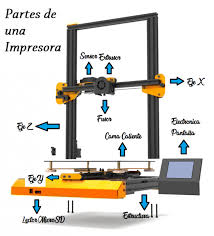 Partes de
una
Impresora
Sensor
Extrusor
Eje X
Eje Z
Fusor
Cama Caliente
Electronica
Pantalla
Eje Y
Lector MicroSD
Estructura